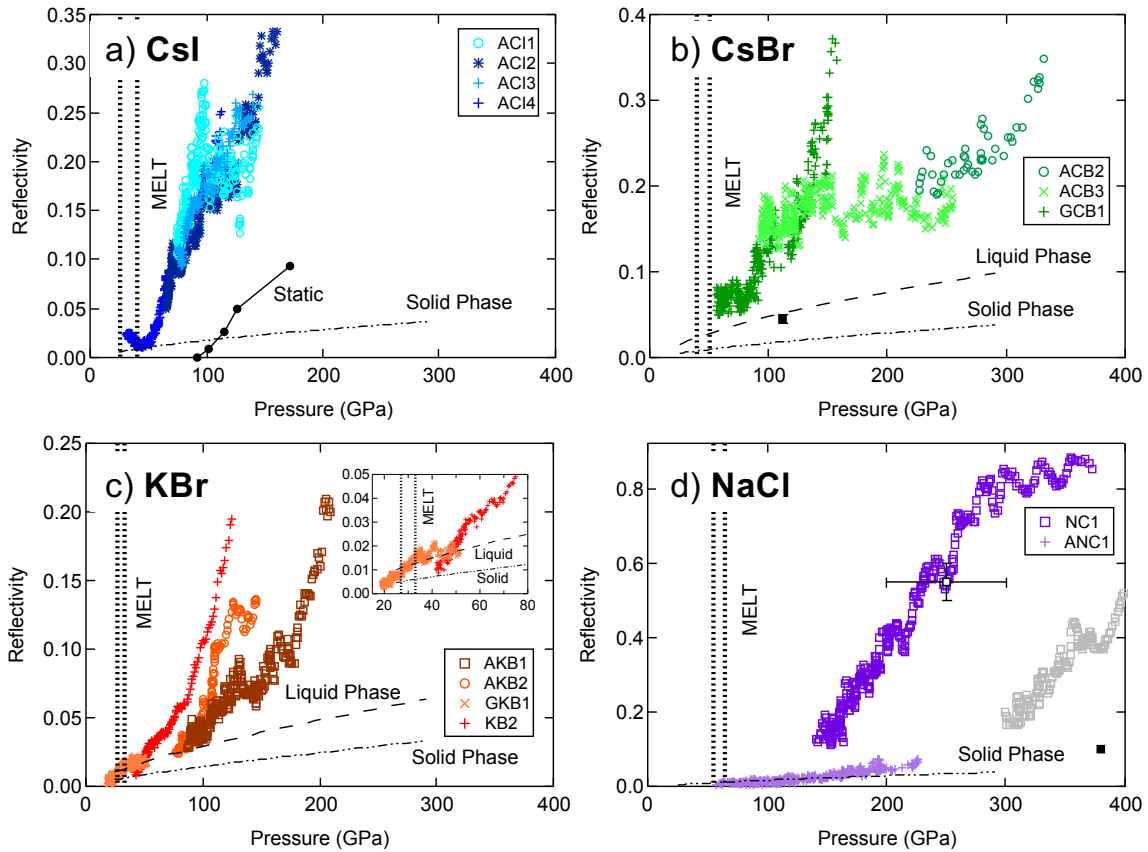 a) CsI
0.35
0.30
0.25
0.20
0.15
0.10
0.05
0.00
Reflectivity
MELT
ACI1
ACI2
ACI3
ACI4
Static
Solid Phase
0
100
200
300
400
Pressure (GPa)
b) CsBr
0.4
0.3
0.2
0.1
0.0
Reflectivity
MELT
ACB2
ACB3
GCB1
Liquid Phase
Solid Phase
0
100
200
300
400
Pressure (GPa)
c) KBr
0.25
0.20
0.15
0.10
0.05
0.00
Reflectivity
MELT
0.05
0.04
0.03
0.02
0.01
0.00
MELT
Liquid
Solid
20
40
60
80
AKB1
AKB2
GKB1
KB2
Liquid Phase
Solid Phase
0
100
200
300
400
Pressure (GPa)
d) NaCl
0.8
0.6
0.4
0.2
0.0
Reflectivity
MELT
NC1
ANC1
Solid Phase
0
100
200
300
400
Pressure (GPa)